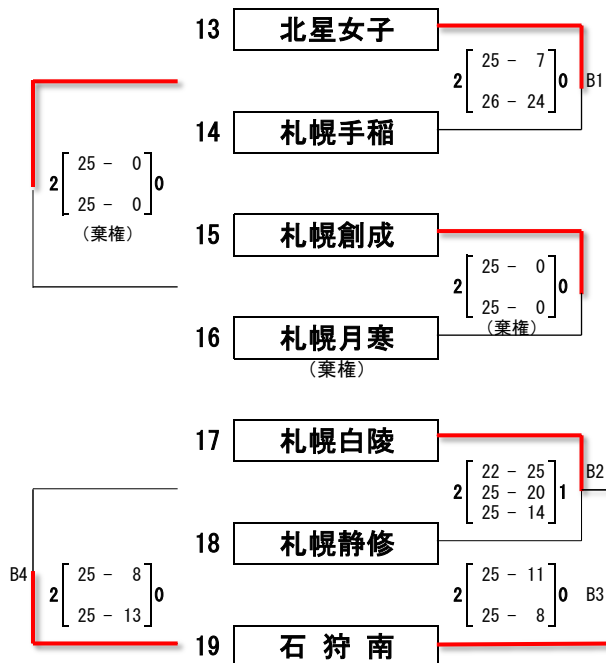 13 北星女子
2 25 - 7 0 B1
26 - 24
14 札幌手稲
2 25 - 0 0
25 - 0
(棄権)
15 札幌創成
2 25 - 0 0
25 - 0
(棄権)
16 札幌月寒
(棄権)
17 札幌白陵
B2
2 22 - 25 1
25 - 20
25 - 14
18 札幌静修
B4
2 25 - 8 0
25 - 13
2 25 - 11 0 B3
25 - 8
19 石狩南